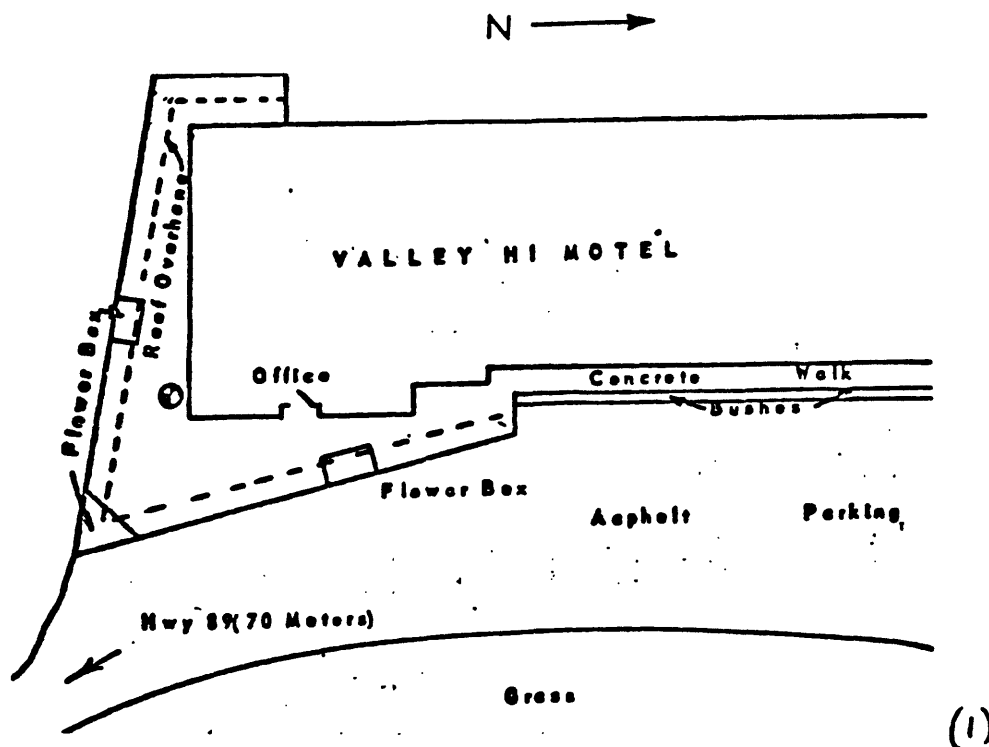 N
VALLEY HI MOTEL
Roof Overhang
Flower Box
Office
Concrete Walk
Bushes
Flower Box
Asphalt Parking
Hwy 89(70 Meters)
Grass
(1)